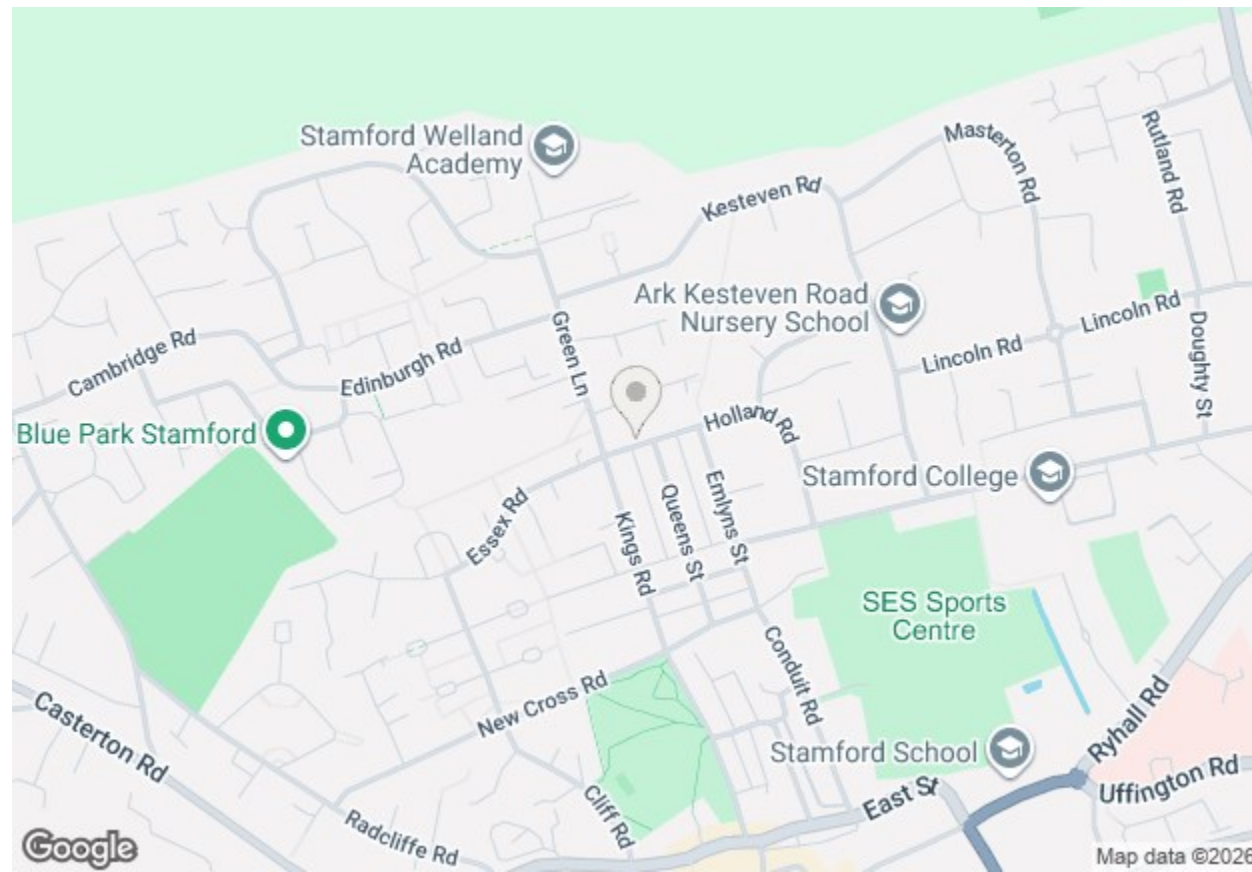 Stamford Welland
Academy
Masterton Rd
Rutland Rd
Kesteven Rd
Ark Kesteven Road
Nursery School
Lincoln Rd
Lincoln Rd
Doughty St
Green Ln
Cambridge Rd
Edinburgh Rd
Blue Park Stamford
Holland Rd
Stamford College
Essex Rd
Kings Rd
Queens St
Emlyns St
SES Sports
Centre
Conduit Rd
New Cross Rd
Casterton Rd
Stamford School
Ryhall Rd
Uffington Rd
East St
Cliff Rd
Radcliffe Rd
Google
Map data ©2026